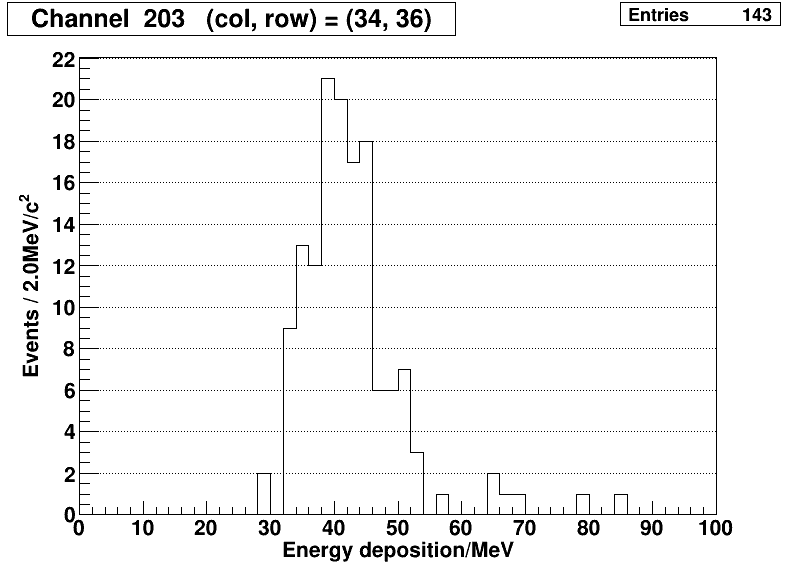 Channel 203 (col, row) = (34, 36)
Entries 143
Events / 2.0MeV/c²
22
20
18
16
14
12
10
8
6
4
2
0
0 10 20 30 40 50 60 70 80 90 100
Energy deposition/MeV